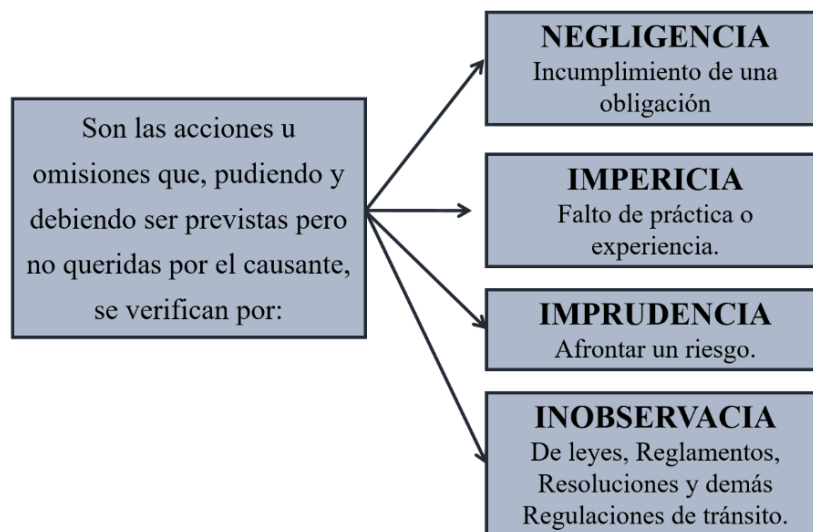 Son las acciones u
omisiones que, pudiendo y
debiendo ser previstas pero
no queridas por el causante,
se verifican por:
NEGLIGENCIA
Incumplimiento de una
obligación
IMPERICIA
Falto de práctica o
experiencia.
IMPRUDENCIA
Afrontar un riesgo.
INOBSERVACIA
De leyes, Reglamentos,
Resoluciones y demás
Regulaciones de tránsito.